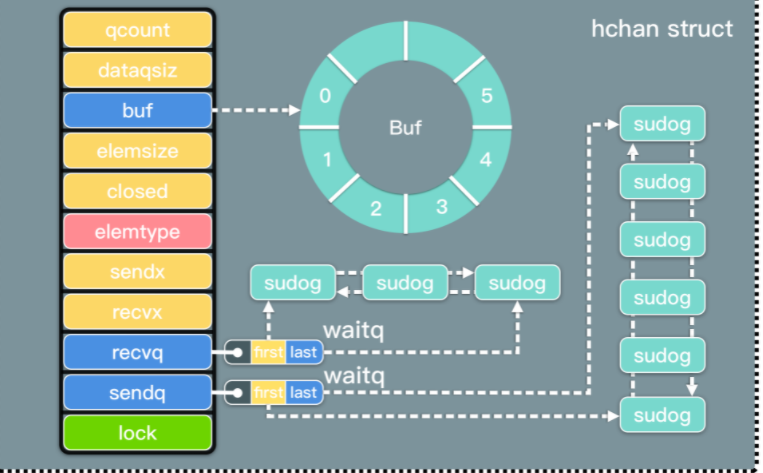 hchan struct
qcount
dataqsiz
buf
elemsize
closed
elemtype
sendx
recvx
recvq
sendq
lock
Buf
0
1
2
3
4
5
sudog sudog sudog
waitq
first last
waitq
first last
sudog
sudog
sudog
sudog
sudog
sudog